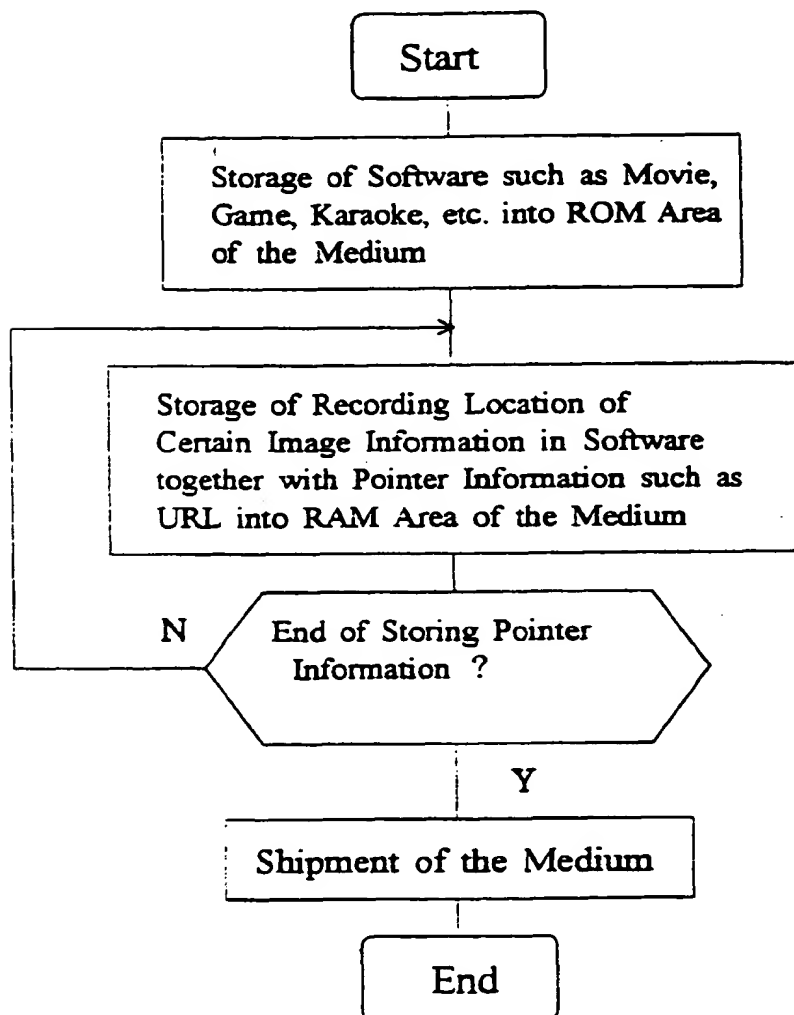 Start
Storage of Software such as Movie,
Game, Karaoke, etc. into ROM Area
of the Medium
Storage of Recording Location of
Certain Image Information in Software
together with Pointer Information such as
URL into RAM Area of the Medium
N
End of Storing Pointer
Information ?
Y
Shipment of the Medium
End